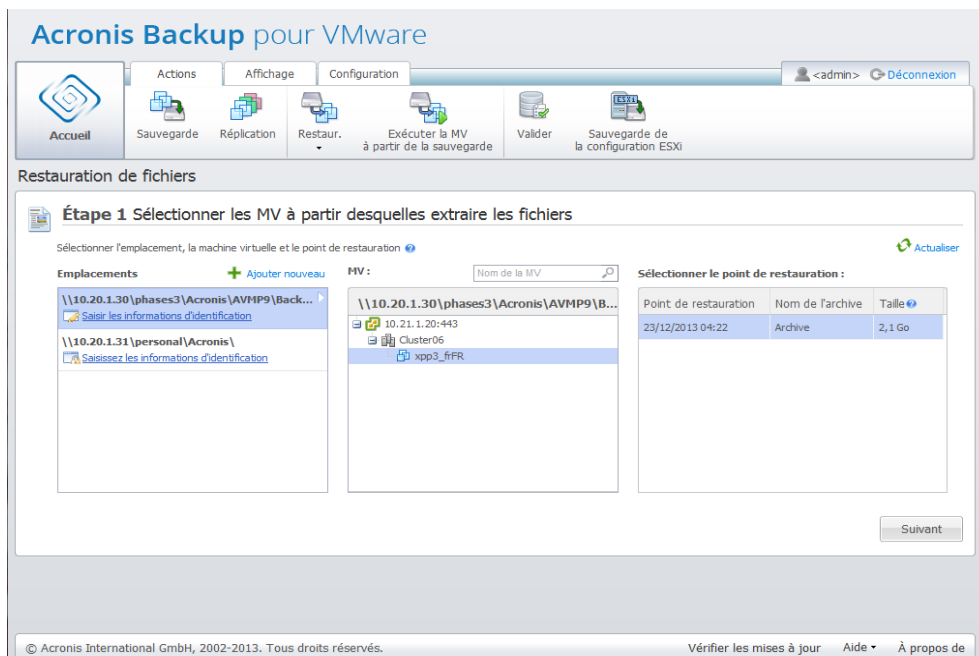 Acronis Backup pour VMware
Actions
Affichage
Configuration
<admin>
Déconnexion
Accueil
Sauvegarde
Réplication
Restaur.
Exécuter la MV
à partir de la sauvegarde
Valider
ESXi
Sauvegarde de
la configuration ESXi
Restauration de fichiers
Étape 1 Sélectionner les MV à partir desquelles extraire les fichiers
Sélectionner l'emplacement, la machine virtuelle et le point de restauration
Actualiser
Emplacements
Ajouter nouveau
\\10.20.1.30\phases3\Acronis\AVMP9\Back...
Saisir les informations d'identification
\\10.20.1.31\personal\Acronis\
Saisissez les informations d'identification
MV :
Nom de la MV
\\10.20.1.30\phases3\Acronis\AVMP9\B...
10.21.1.20:443
Cluster06
xpp3_frFR
Sélectionner le point de restauration :
Point de restauration Nom de l'archive Taille
23/12/2013 04:22 Archive 2,1 Go
Suivant
© Acronis International GmbH, 2002-2013. Tous droits réservés.
Vérifier les mises à jour Aide À propos de